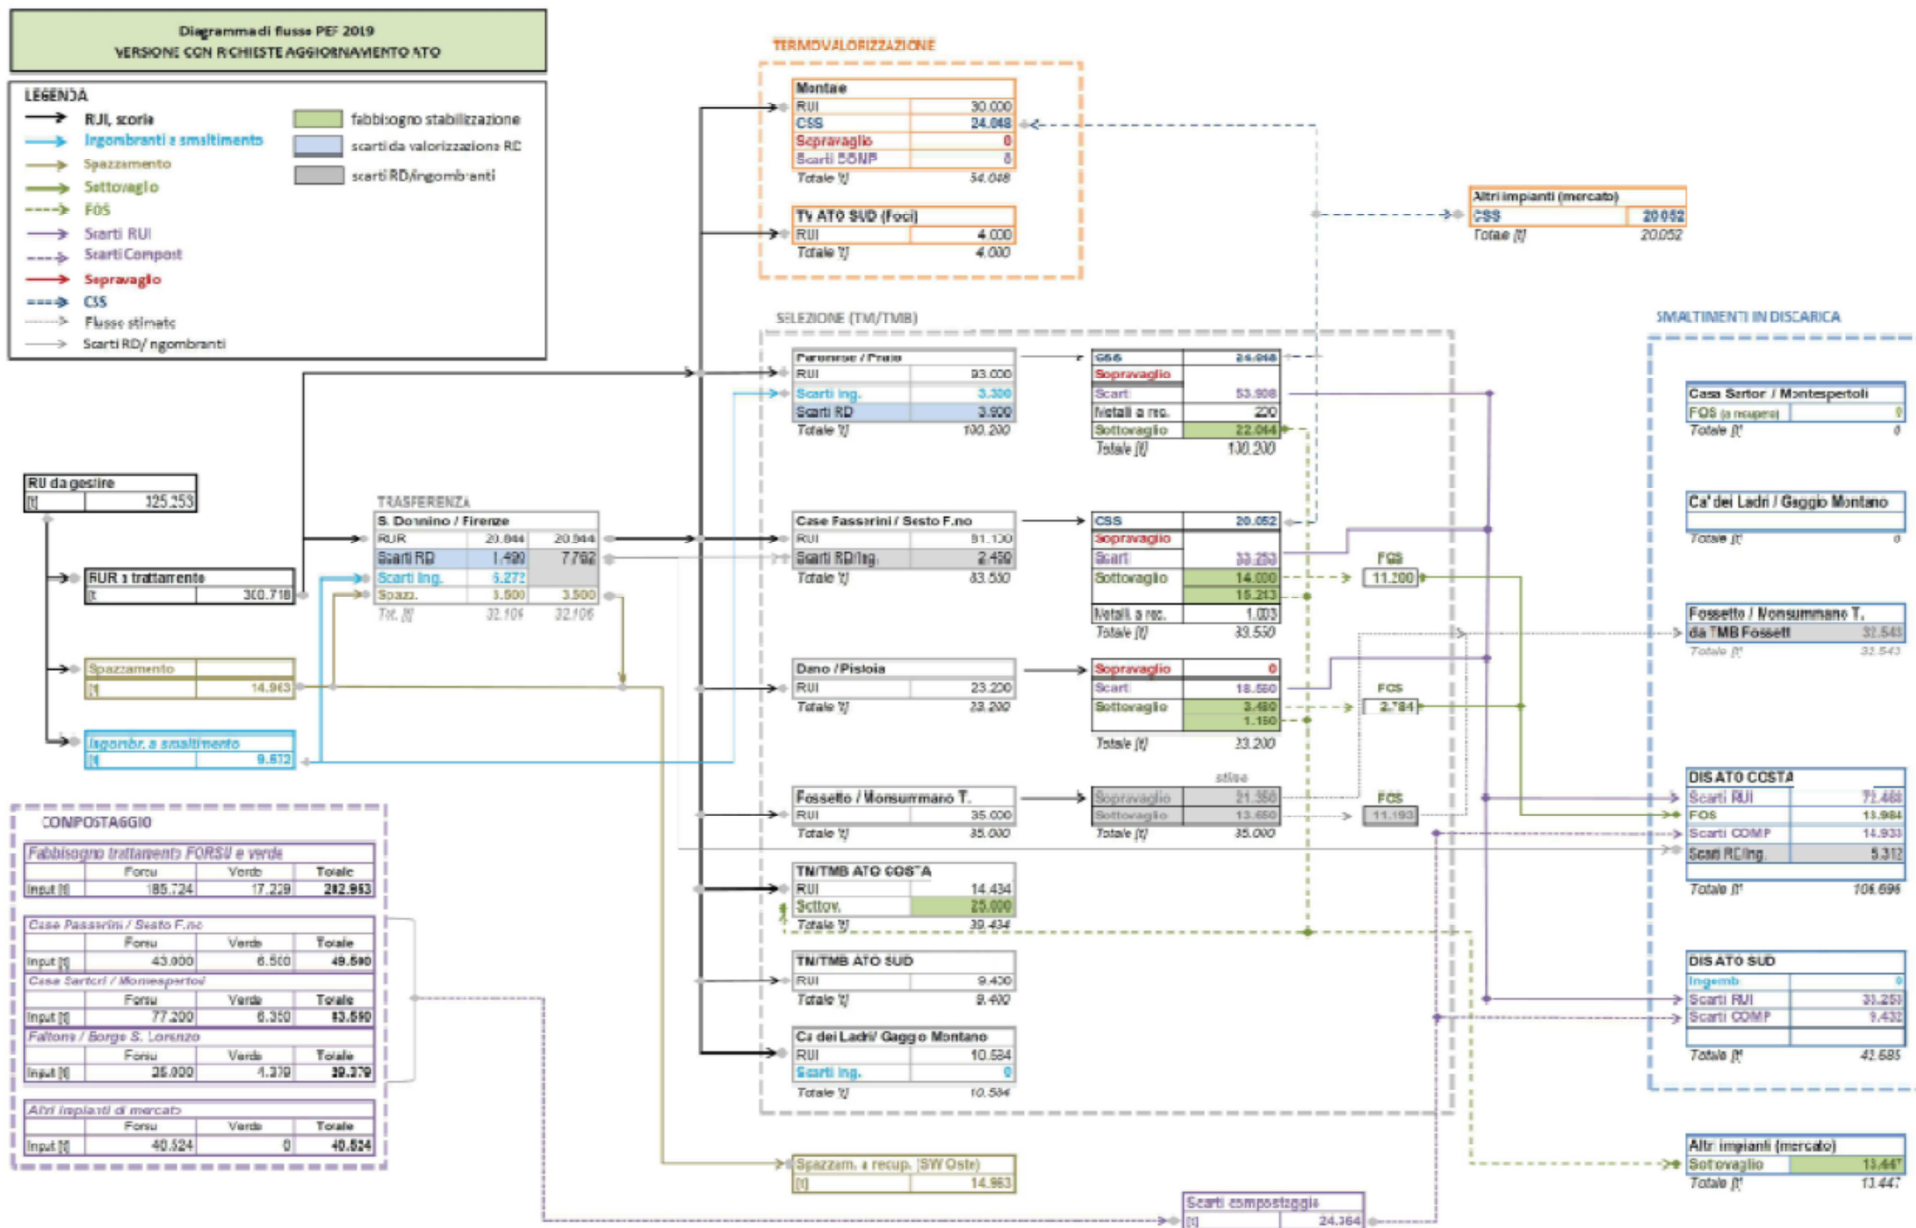 Diagramma di flusso PEF 2019
VERSIONE CON RICHIESTE AGGIORNAMENTO ATO
LEGENDA
RUI, scorie
Ingombranti a smaltimento
Spazzamento
Sottovaglio
FOS
Scarti RUI
Scarti Compost
Sopravaglio
CSS
Flusso stimato
Scarti RD/ingombranti
fabbisogno stabilizzazione
scarti da valorizzazione RD
scarti RD/ingombranti
RU da gestire
[t] 325.253
RUR a trattamento
[t 300.718
Spazzamento
[t] 14.963
Ingombr. a smaltimento
[t] 9.572
TRASFERENZA
S. Donnino / Firenze
RUR 20.844 20.844
Scarti RD 1.490 7.762
Scarti Ing. 6.272
Spazz. 3.500 3.500
Tot. [t] 32.106 32.106
COMPOSTAGGIO
Fabbisogno trattamento FORSU e verde
Forsu Verde Totale
Input [t] 185.724 17.229 202.953
Case Passerini / Sesto F.no
Forsu Verde Totale
Input [t] 43.000 6.500 49.500
Casa Sartori / Montespertoli
Forsu Verde Totale
Input [t] 77.200 6.350 83.550
Faltona / Borgo S. Lorenzo
Forsu Verde Totale
Input [t] 25.000 4.379 29.379
Altri impianti di mercato
Forsu Verde Totale
Input [t] 40.524 0 40.524
TERMOVALORIZZAZIONE
Montale
RUI 30.000
CSS 24.048
Sopravaglio 0
Scarti 0
Totale [t] 54.048
TV ATO SUD (Foci)
RUI 4.000
Totale [t] 4.000
Altri impianti (mercato)
CSS 20.052
Totale [t] 20.052
SELEZIONE (TM/TMB)
Paronese / Prato
RUI 93.000
Scarti Ing. 3.300
Scarti RD 3.900
Totale t] 100.200
CSS 24.048
Sopravaglio
Scarti 53.908
Metalli a rec. 200
Sottovaglio 22.044
Totale [t] 100.200
Case Passerini / Sesto F.no
RUI 81.100
Scarti RD/Ing. 2.450
Totale t] 83.550
CSS 20.052
Sopravaglio
Scarti 33.253
Sottovaglio 14.000
15.243
Metalli a rec. 1.003
Totale [t] 83.550
FOS
11.200
Dano / Pistoia
RUI 23.200
Totale t] 23.200
Sopravaglio 0
Scarti 18.560
Sottovaglio 3.480
1.160
Totale [t] 23.200
FOS
2.784
Fossetto / Monsummano T.
RUI 35.000
Totale t] 35.000
stima
Sopravaglio 21.350
Sottovaglio 13.650
Totale [t] 35.000
FOS
11.193
TM/TMB ATO COSTA
RUI 14.434
Sottov. 25.000
Totale t] 39.434
TM/TMB ATO SUD
RUI 9.400
Totale t] 9.400
Ca dei Ladri/ Gaggio Montano
RUI 10.584
Scarti Ing. 0
Totale [t] 10.584
Spazzam. a recup. (SW Oste)
[t] 14.963
Scarti compostaggio
[t] 24.364
SMALTIMENTI IN DISCARICA
Casa Sartori / Montespertoli
FOS (a recupero) 0
Totale [t] 0
Ca' dei Ladri / Gaggio Montano
Totale [t] 0
Fossetto / Monsummano T.
da TMB Fossett 32.543
Totale [t] 32.543
DIS ATO COSTA
Scarti RUI 72.468
FOS 13.984
Scarti COMP 14.933
Scarti RD/Ing. 5.312
Totale [t] 106.696
DIS ATO SUD
Ingomb 0
Scarti RUI 33.253
Scarti COMP 9.432
Totale [t] 42.685
Altri impianti (mercato)
Sottovaglio 13.447
Totale [t] 13.447